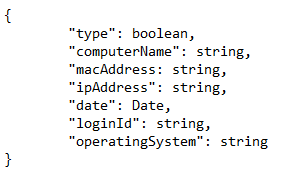 {
"type": boolean,
"computerName": string,
"macAddress: string,
"ipAddress": string,
"date": Date,
"loginId": string,
"operatingSystem": string
}